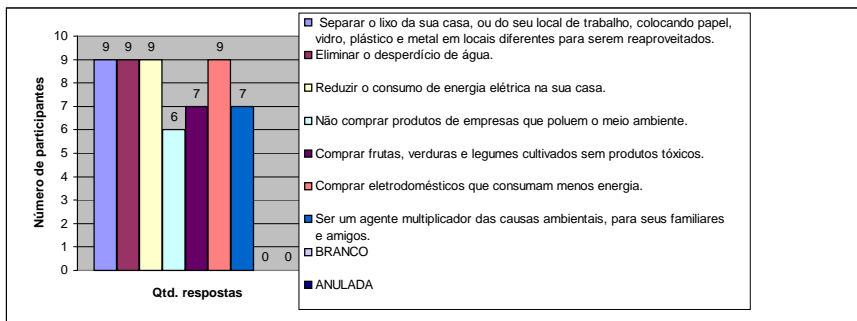 10
9
8
7
6
5
4
3
2
1
0
Número de participantes
9 9 9 6 7 9 7 0 0
Qtd. respostas
Separar o lixo da sua casa, ou do seu local de trabalho, colocando papel,
vidro, plástico e metal em locais diferentes para serem reaproveitados.
Eliminar o desperdício de água.
Reduzir o consumo de energia elétrica na sua casa.
Não comprar produtos de empresas que poluem o meio ambiente.
Comprar frutas, verduras e legumes cultivados sem produtos tóxicos.
Comprar eletrodomésticos que consumam menos energia.
Ser um agente multiplicador das causas ambientais, para seus familiares
e amigos.
BRANCO
ANULADA